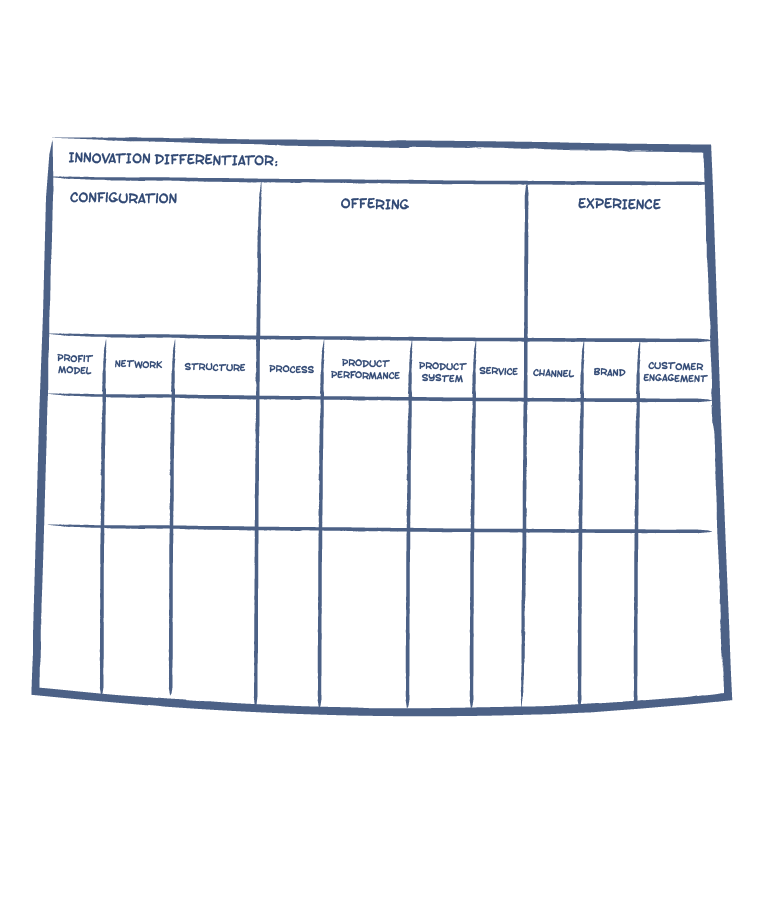 INNOVATION DIFFERENTIATOR:
CONFIGURATION
OFFERING
EXPERIENCE
PROFIT
MODEL
NETWORK
STRUCTURE
PROCESS
PRODUCT
PERFORMANCE
PRODUCT
SYSTEM
SERVICE
CHANNEL
BRAND
CUSTOMER
ENGAGEMENT